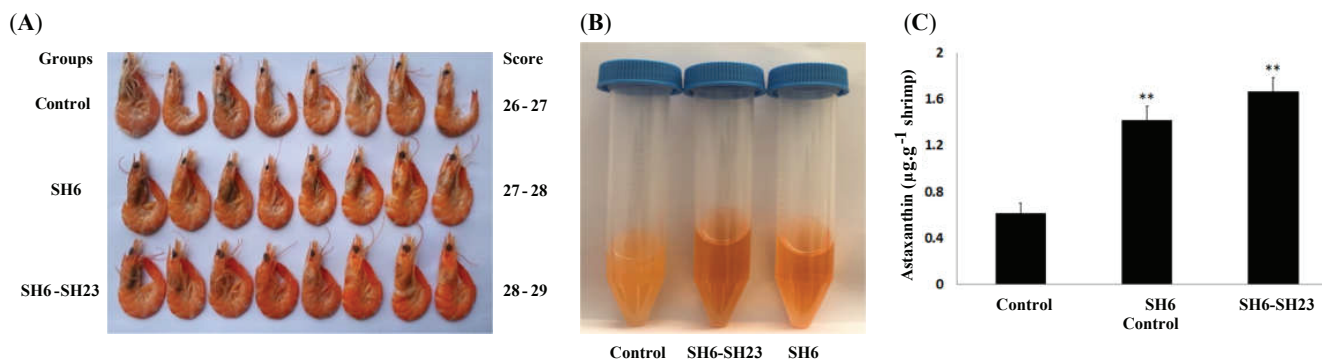 (A)
Groups
Score
Control
26-27
SH6
27-28
SH6-SH23
28-29
(B)
Control SH6-SH23 SH6
(C)
Astaxanthin (µg.g⁻¹ shrimp)
2
1.6
1.2
0.8
0.4
0
**
**
Control SH6 SH6-SH23
Control